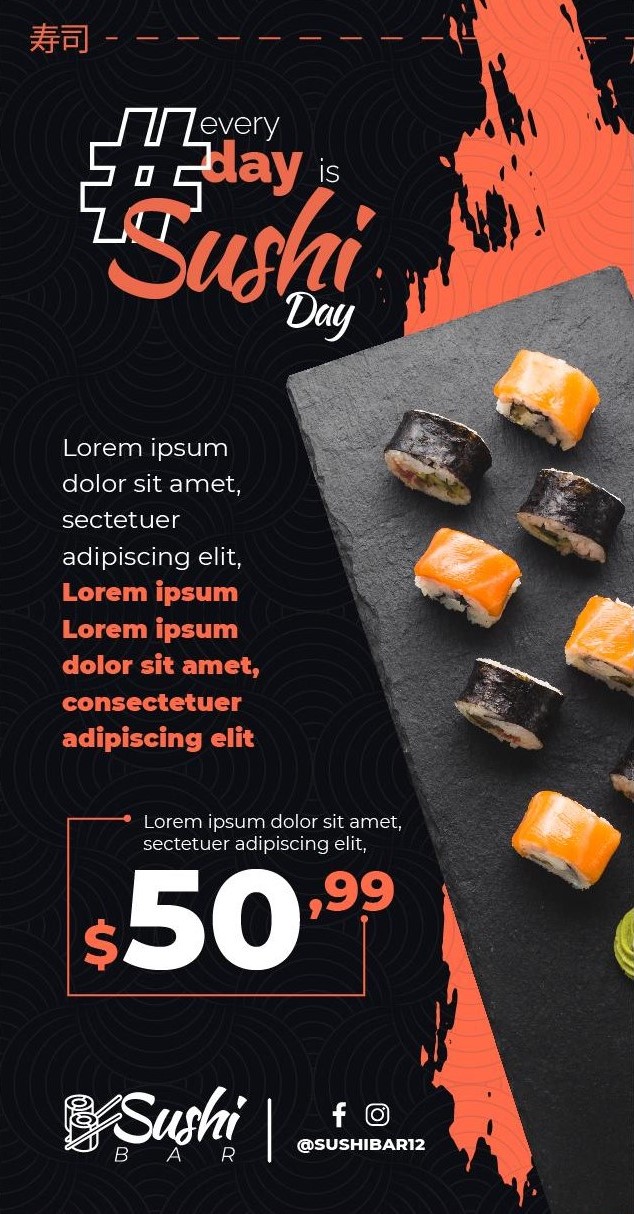 寿司
#every
day is
Sushi
Day
Lorem ipsum
dolor sit amet,
sectetuer
adipiscing elit,
Lorem ipsum
Lorem ipsum
dolor sit amet,
consectetuer
adipiscing elit
Lorem ipsum dolor sit amet,
sectetuer adipiscing elit,
$50,99
Sushi
BAR
@SUSHIBAR12